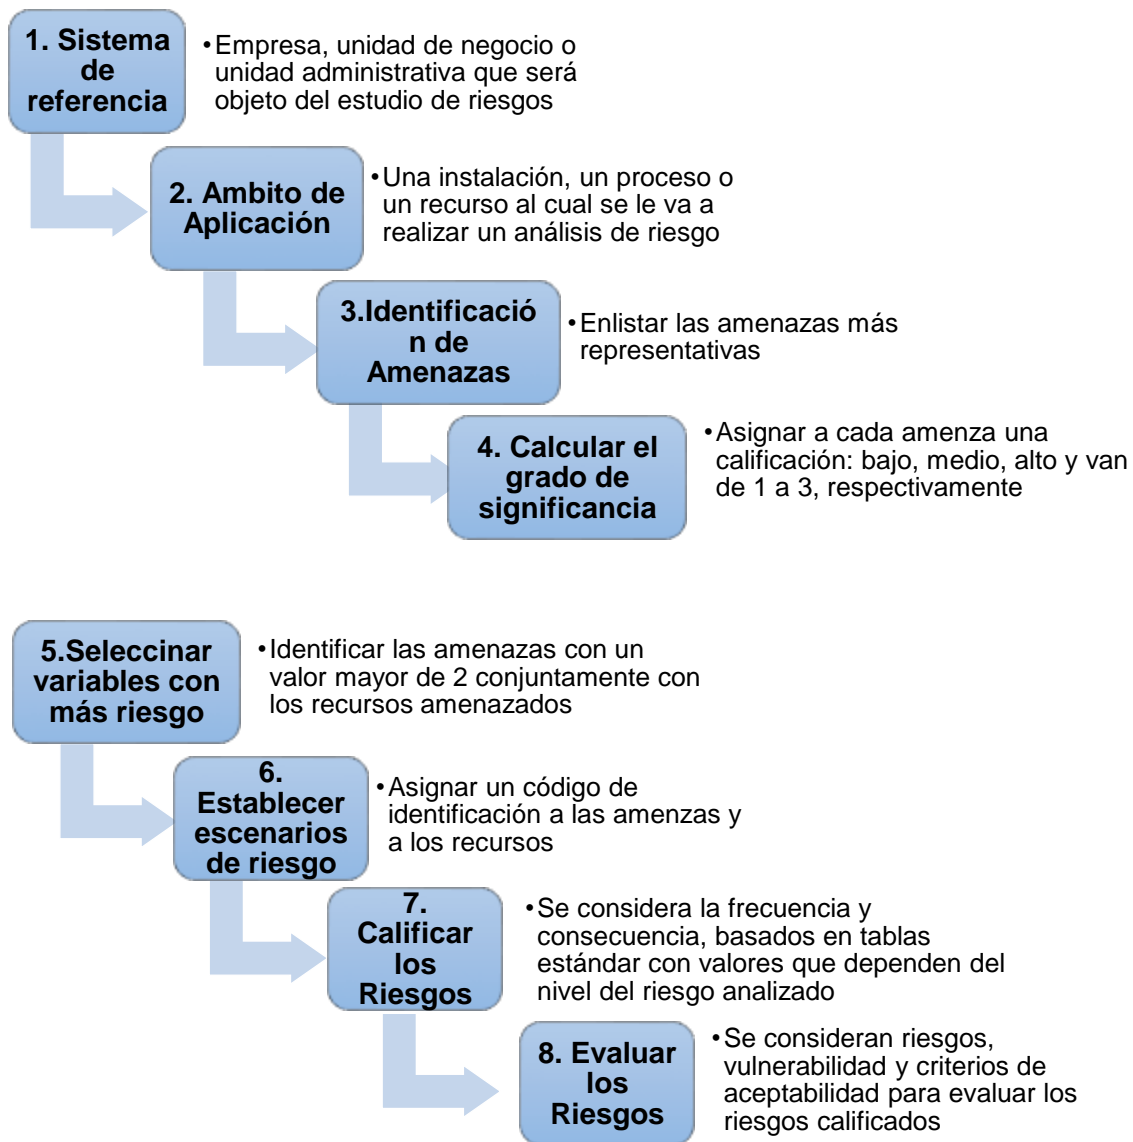 1. Sistema
de
referencia
•Empresa, unidad de negocio o
unidad administrativa que será
objeto del estudio de riesgos
2. Ambito de
Aplicación
•Una instalación, un proceso o
un recurso al cual se le va a
realizar un análisis de riesgo
3.Identificació
n de
Amenazas
•Enlistar las amenazas más
representativas
4. Calcular el
grado de
significancia
•Asignar a cada amenza una
calificación: bajo, medio, alto y van
de 1 a 3, respectivamente
5.Seleccinar
variables con
más riesgo
•Identificar las amenazas con un
valor mayor de 2 conjuntamente con
los recursos amenazados
6.
Establecer
escenarios
de riesgo
•Asignar un código de
identificación a las amenzas y
a los recursos
7.
Calificar
los
Riesgos
•Se considera la frecuencia y
consecuencia, basados en tablas
estándar con valores que dependen del
nivel del riesgo analizado
8. Evaluar
los
Riesgos
•Se consideran riesgos,
vulnerabilidad y criterios de
aceptabilidad para evaluar los
riesgos calificados